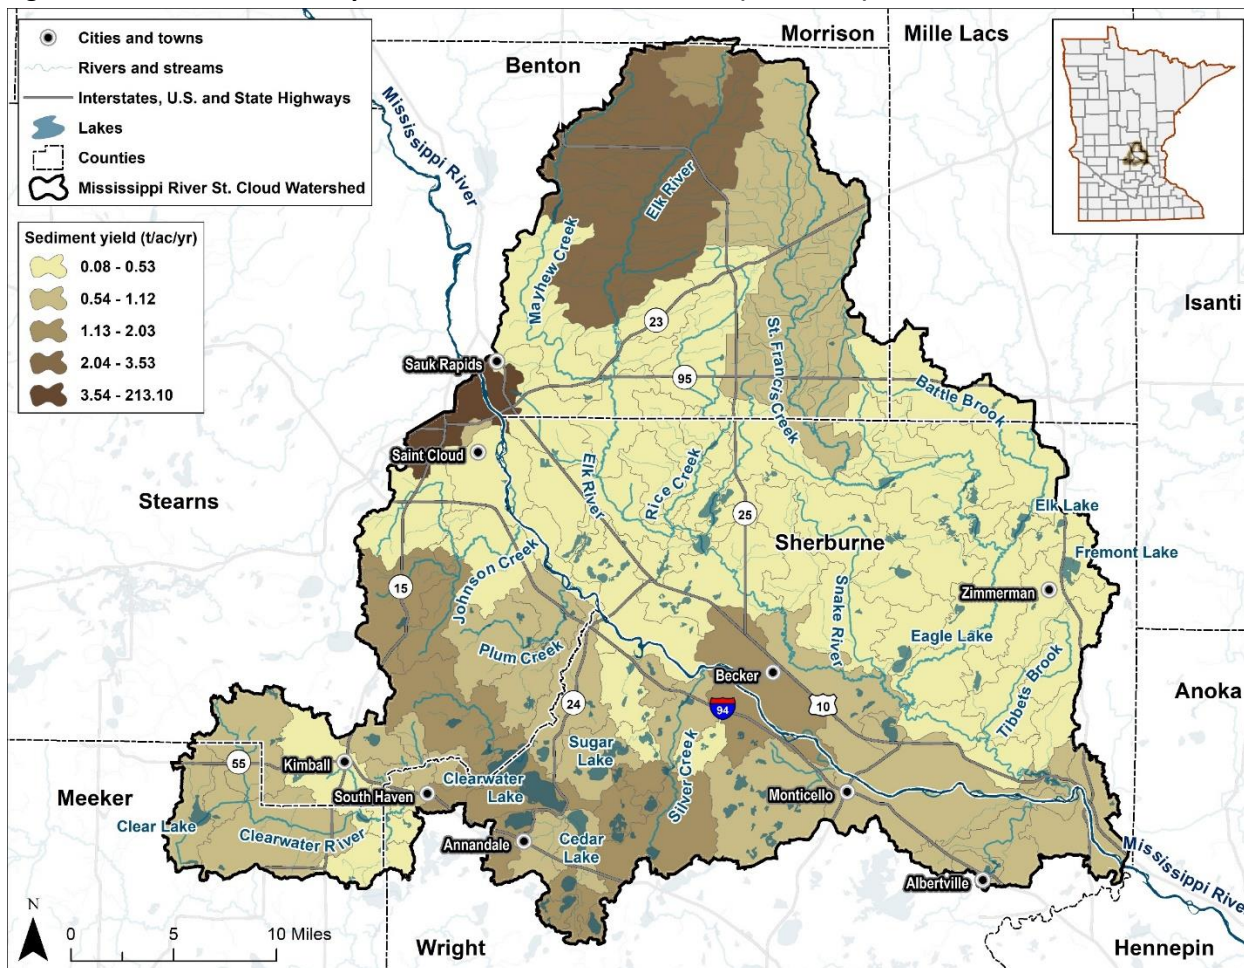 Cities and towns
Rivers and streams
Interstates, U.S. and State Highways
Lakes
Counties
Mississippi River St. Cloud Watershed
Sediment yield (t/ac/yr)
0.08 - 0.53
0.54 - 1.12
1.13 - 2.03
2.04 - 3.53
3.54 - 213.10
Morrison
Mille Lacs
Benton
Mississippi River
Elk River
Mayhew Creek
Isanti
23
St. Francis Creek
Sauk Rapids
95
Battle Brook
Saint Cloud
Elk River
Rice Creek
Stearns
25
Elk Lake
Sherburne
Fremont Lake
Johnson Creek
15
Zimmerman
Snake River
Eagle Lake
Plum Creek
Becker
Tibbets Brook
Anoka
24
94
10
Sugar Lake
Kimball
55
Clearwater Lake
Silver Creek
Meeker
South Haven
Monticello
Clear Lake
Clearwater River
Annandale
Cedar Lake
Mississippi River
Albertville
N
0 5 10 Miles
Wright
Hennepin